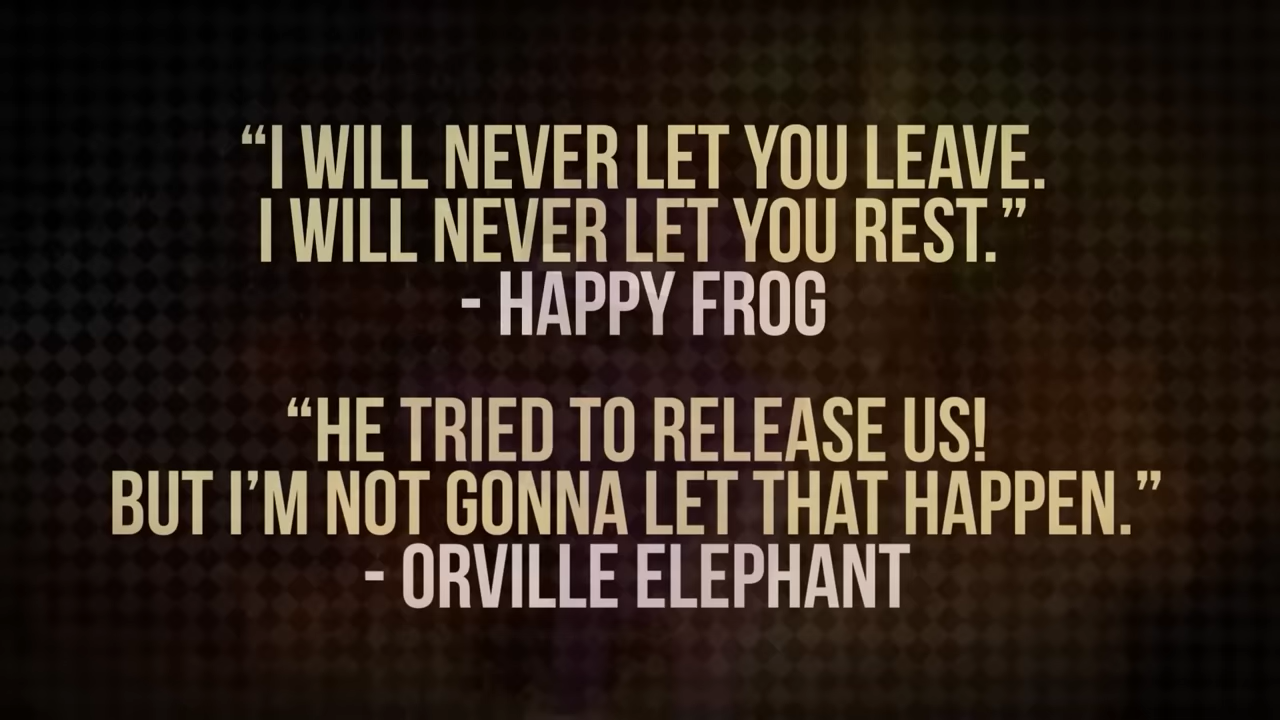 “I WILL NEVER LET YOU LEAVE.
I WILL NEVER LET YOU REST.”
- HAPPY FROG
“HE TRIED TO RELEASE US!
BUT I’M NOT GONNA LET THAT HAPPEN.”
- ORVILLE ELEPHANT